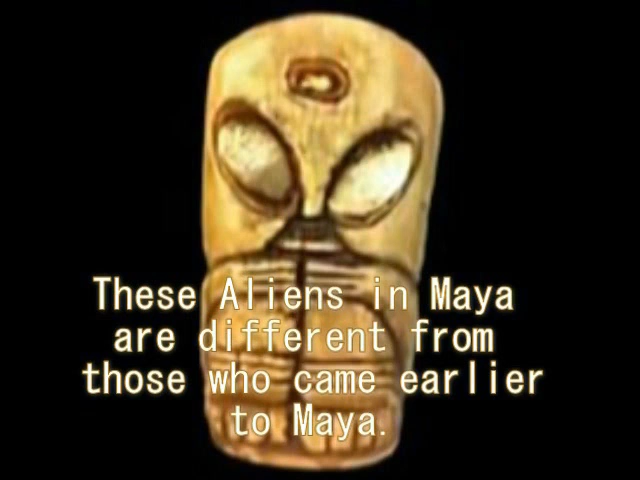 These Aliens in Maya
are different from
those who came earlier
to Maya.